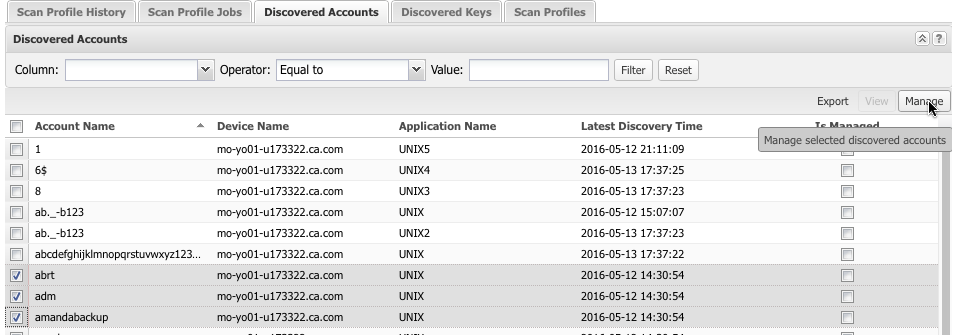 Scan Profile History Scan Profile Jobs Discovered Accounts Discovered Keys Scan Profiles
Discovered Accounts ?
Column: Operator: Equal to Value: Filter Reset
Export View Manage
Account Name Device Name Application Name Latest Discovery Time Is Managed
Manage selected discovered accounts
1 mo-yo01-u173322.ca.com UNIX5 2016-05-12 21:11:09
6$ mo-yo01-u173322.ca.com UNIX4 2016-05-13 17:37:25
8 mo-yo01-u173322.ca.com UNIX3 2016-05-13 17:37:23
ab._-b123 mo-yo01-u173322.ca.com UNIX 2016-05-12 15:07:07
ab._-b123 mo-yo01-u173322.ca.com UNIX2 2016-05-13 17:37:23
abcdefghijklmnopqrstuvwxyz123... mo-yo01-u173322.ca.com UNIX 2016-05-13 17:37:22
abrt mo-yo01-u173322.ca.com UNIX 2016-05-12 14:30:54
adm mo-yo01-u173322.ca.com UNIX 2016-05-12 14:30:54
amandabackup mo-yo01-u173322.ca.com UNIX 2016-05-12 14:30:54